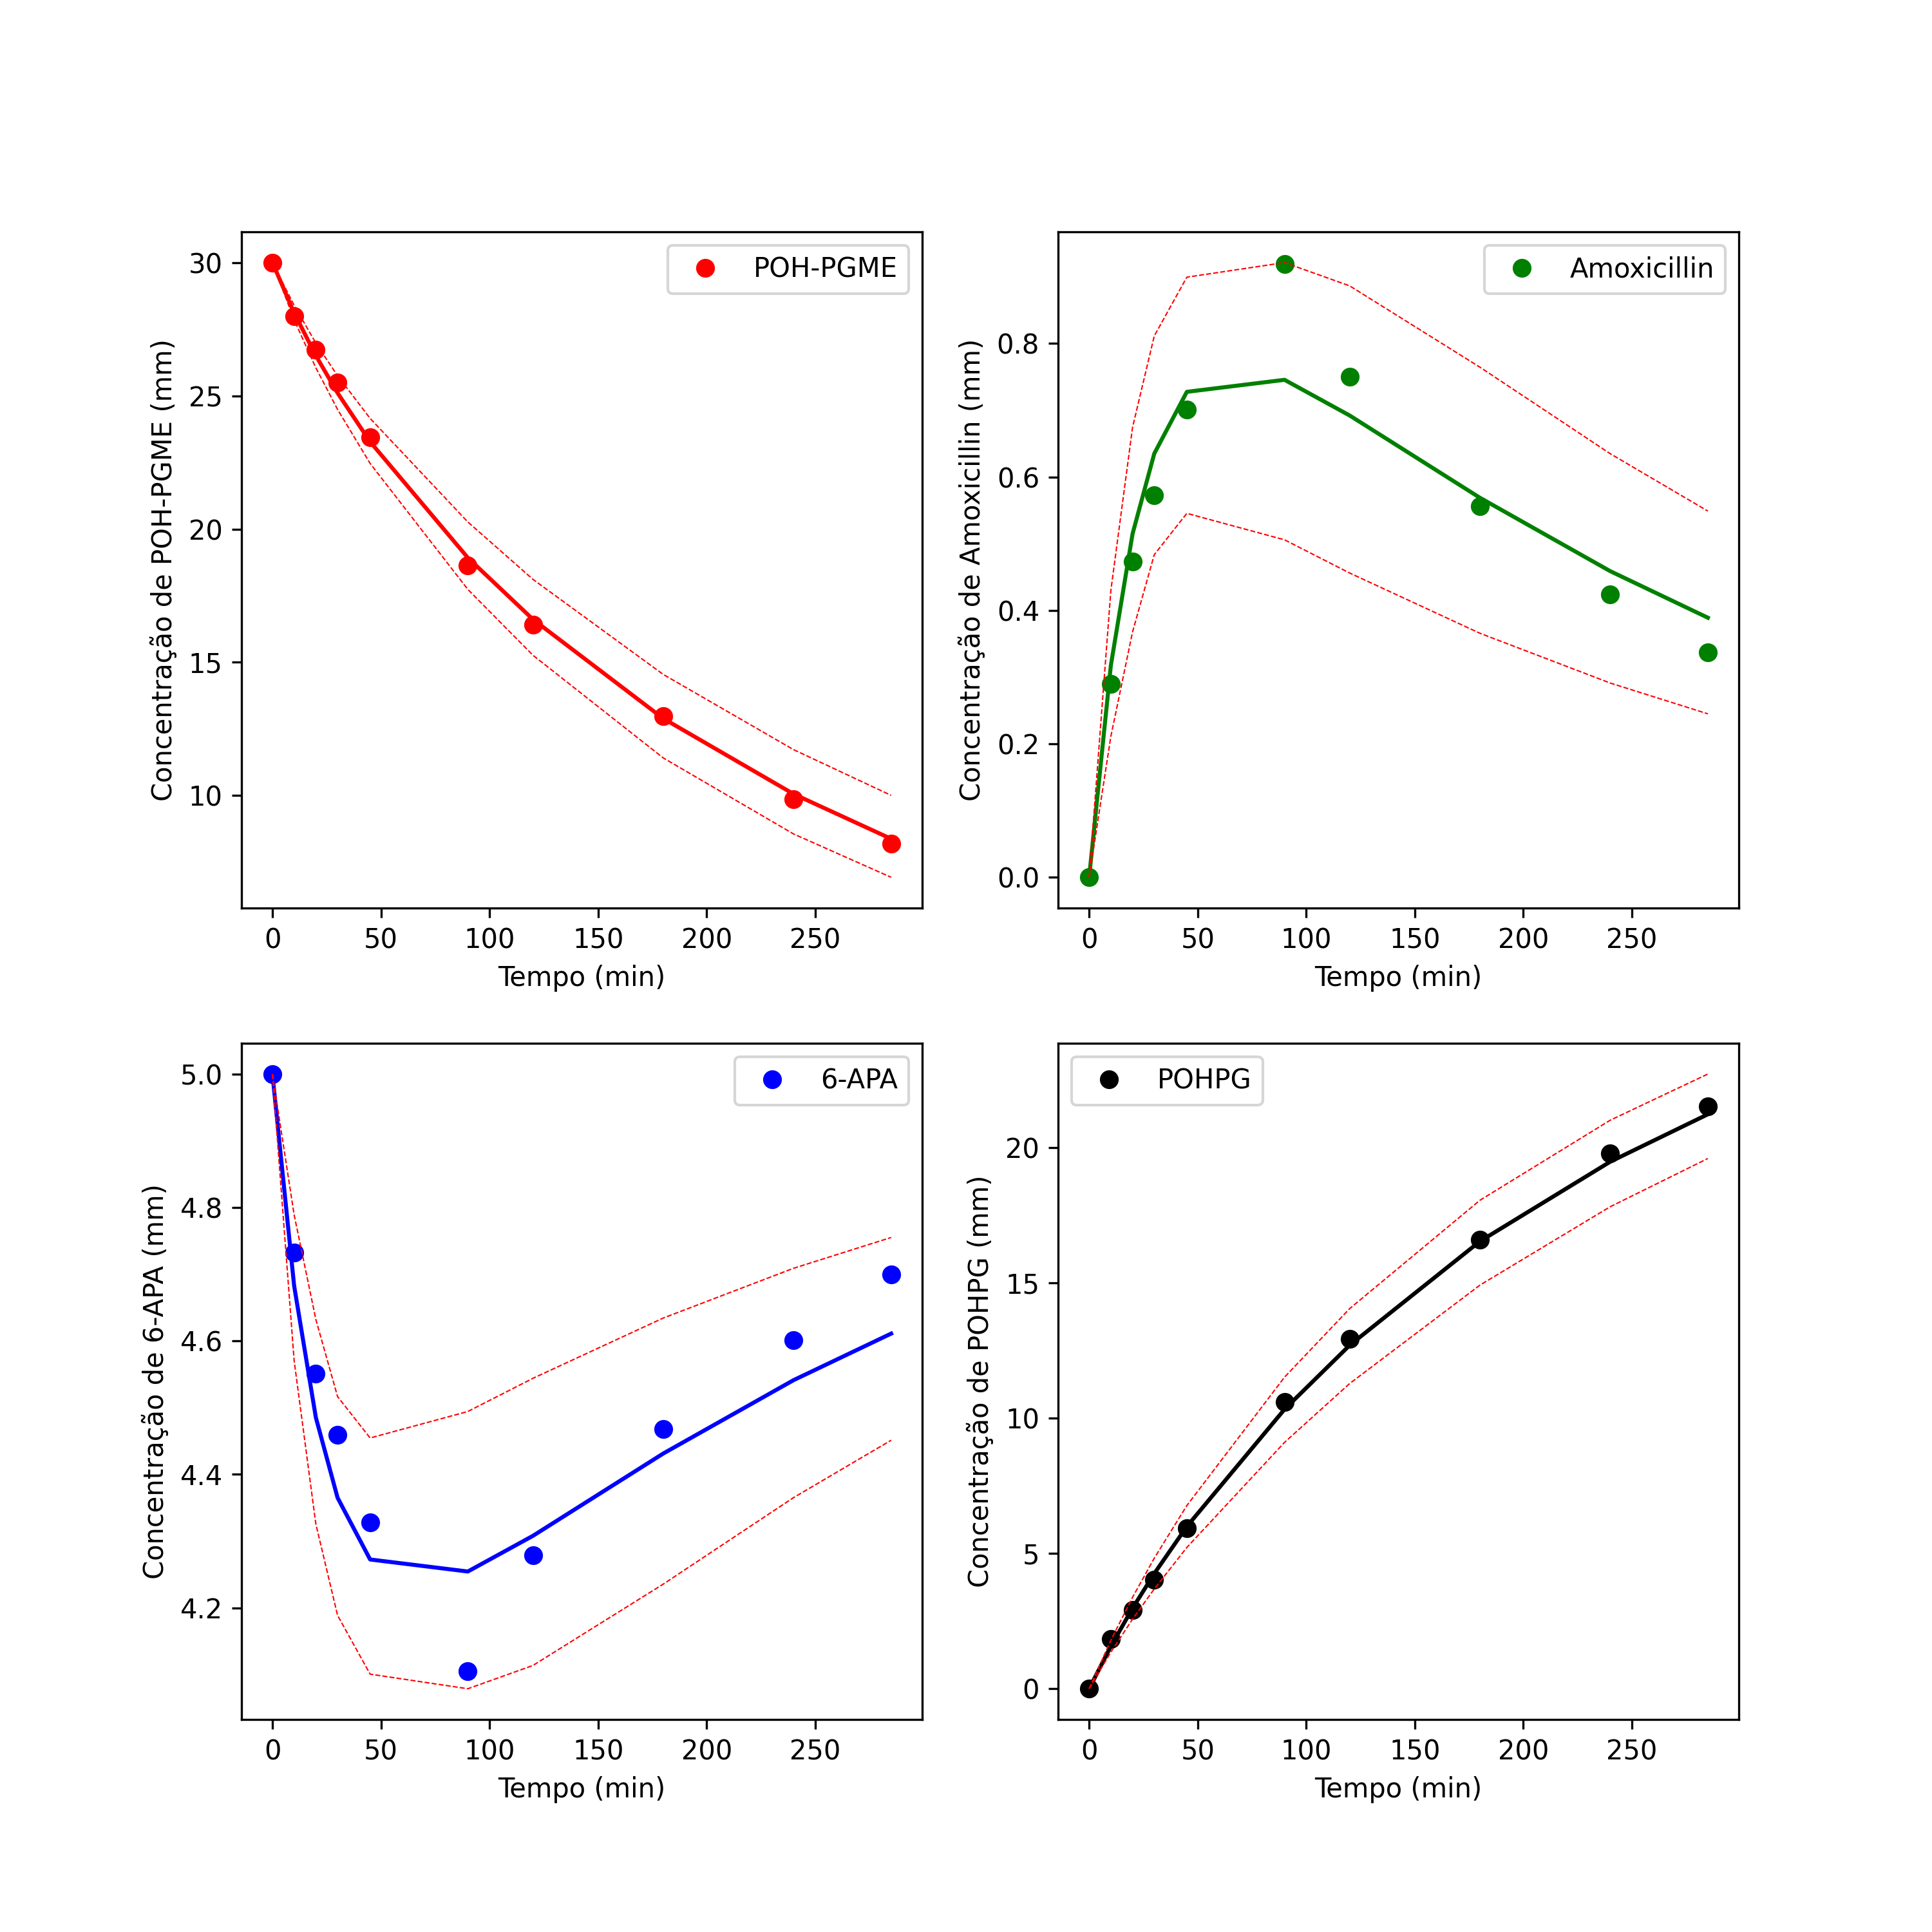 POH-PGME
30
25
20
15
10
Concentração de POH-PGME (mm)
0 50 100 150 200 250
Tempo (min)
Amoxicillin
0.8
0.6
0.4
0.2
0.0
Concentração de Amoxicillin (mm)
0 50 100 150 200 250
Tempo (min)
6-APA
5.0
4.8
4.6
4.4
4.2
Concentração de 6-APA (mm)
0 50 100 150 200 250
Tempo (min)
POHPG
20
15
10
5
0
Concentração de POHPG (mm)
0 50 100 150 200 250
Tempo (min)